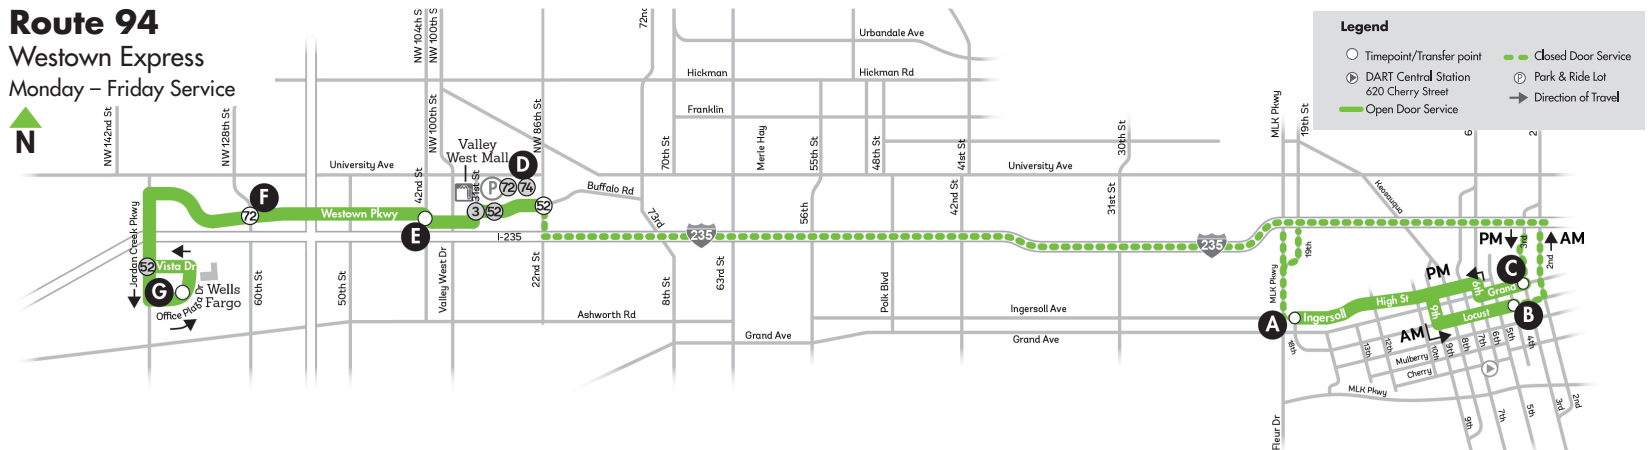 Route 94
Westown Express
Monday – Friday Service
N
Legend
Timepoint/Transfer point
DART Central Station
620 Cherry Street
Open Door Service
Closed Door Service
P
Park & Ride Lot
Direction of Travel
NW 142nd St
NW 128th St
NW 104th S
NW 100th S
NW 100th St
NW 86th St
72n
Urbandale Ave
Hickman
Hickman Rd
Franklin
Merle Hay
70th St
55th St
48th St
41st St
30th St
MLK Pkwy
19th St
6
2
University Ave
University Ave
Valley
West Mall
D
P
72
74
31st St
3
52
52
42nd St
Buffalo Rd
73rd
56th
42nd St
31st St
Keosauqua
F
72
Westown Pkwy
E
I-235
235
235
Jordan Creek Pkwy
52
Vista Dr
G
Wells
Fargo
Office Plaza Dr
60th St
50th St
Valley West Dr
22nd St
8th St
63rd St
Polk Blvd
Ashworth Rd
Grand Ave
Ingersoll Ave
Grand Ave
MLK Pkwy
19th
PM
3rd
AM
2nd
PM
C
6th
Grand
High St
A
Ingersoll
9th
Locust
B
AM
18th
13th
12th
10th
9th
8th
7th
6th
5th
4th
Mulberry
Cherry
MLK Pkwy
Fleur Dr
9th
7th
5th
3rd
2nd